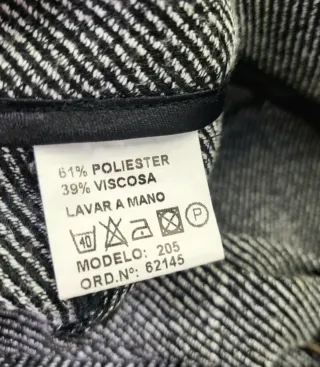 61% POLIESTER
39% VISCOSA
LAVAR A MANO
40 P
MODELO: 205
ORD.Nº: 62145